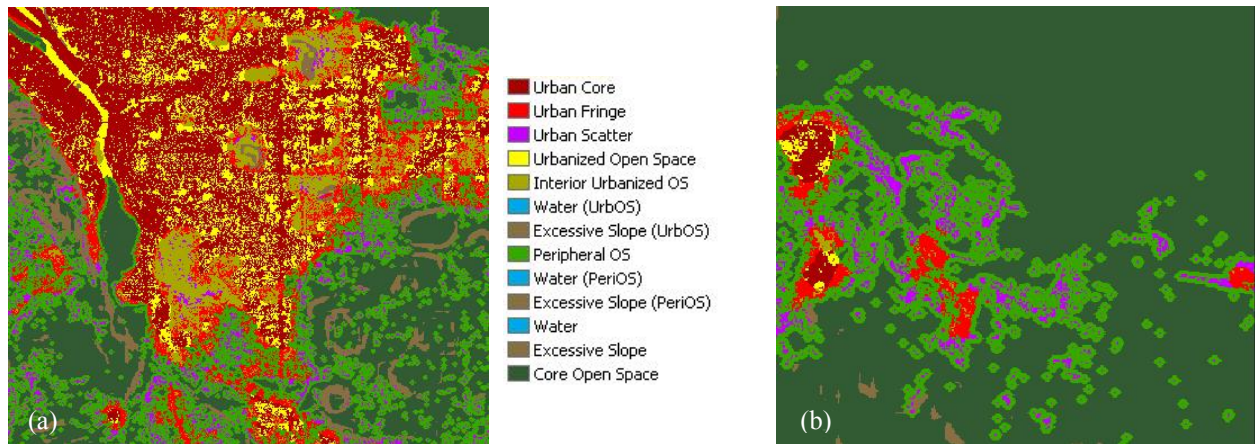 Urban Core
Urban Fringe
Urban Scatter
Urbanized Open Space
Interior Urbanized OS
Water (UrbOS)
Excessive Slope (UrbOS)
Peripheral OS
Water (PeriOS)
Excessive Slope (PeriOS)
Water
Excessive Slope
Core Open Space
(a)
(b)